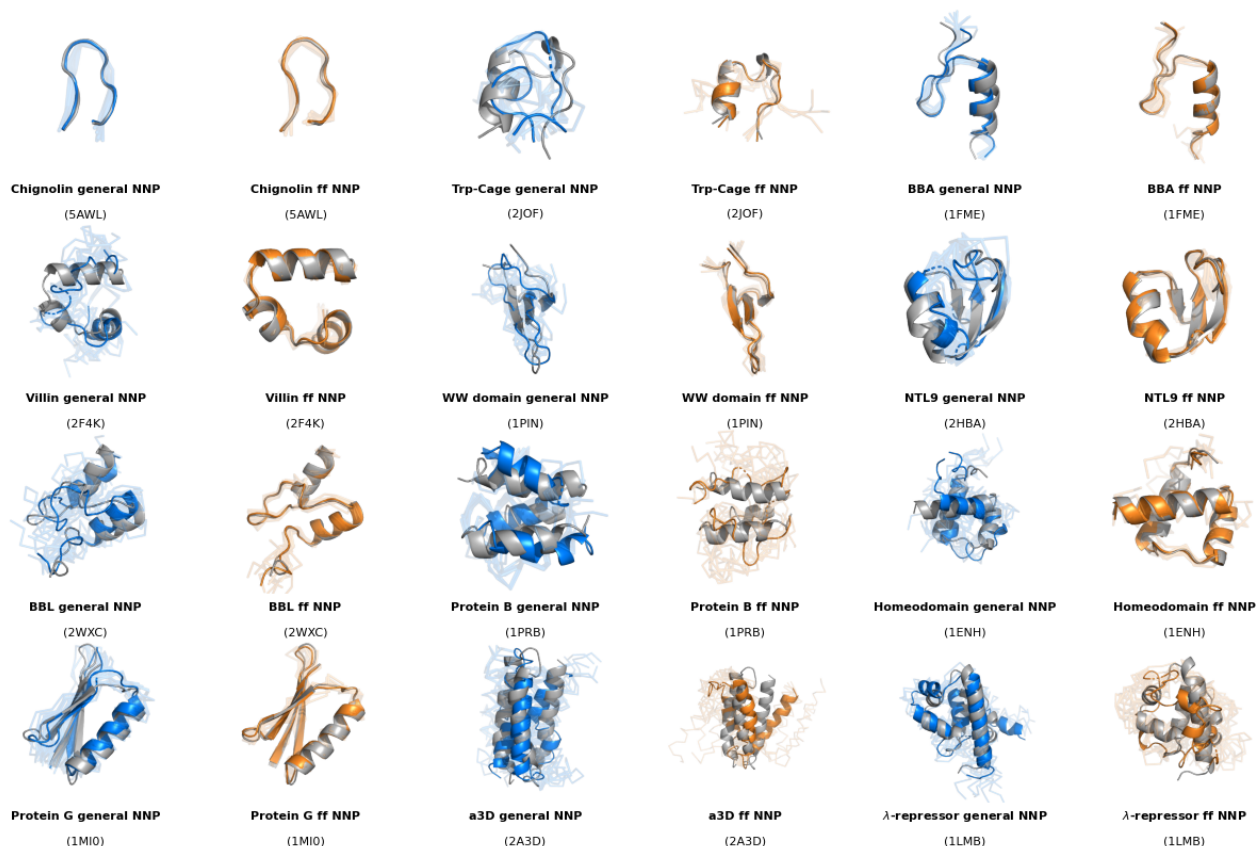 Chignolin general NNP
(5AWL)
Chignolin ff NNP
(5AWL)
Trp-Cage general NNP
(2JOF)
Trp-Cage ff NNP
(2JOF)
BBA general NNP
(1FME)
BBA ff NNP
(1FME)
Villin general NNP
(2F4K)
Villin ff NNP
(2F4K)
WW domain general NNP
(1PIN)
WW domain ff NNP
(1PIN)
NTL9 general NNP
(2HBA)
NTL9 ff NNP
(2HBA)
BBL general NNP
(2WXC)
BBL ff NNP
(2WXC)
Protein B general NNP
(1PRB)
Protein B ff NNP
(1PRB)
Homeodomain general NNP
(1ENH)
Homeodomain ff NNP
(1ENH)
Protein G general NNP
(1MI0)
Protein G ff NNP
(1MI0)
a3D general NNP
(2A3D)
a3D ff NNP
(2A3D)
λ-repressor general NNP
(1LMB)
λ-repressor ff NNP
(1LMB)